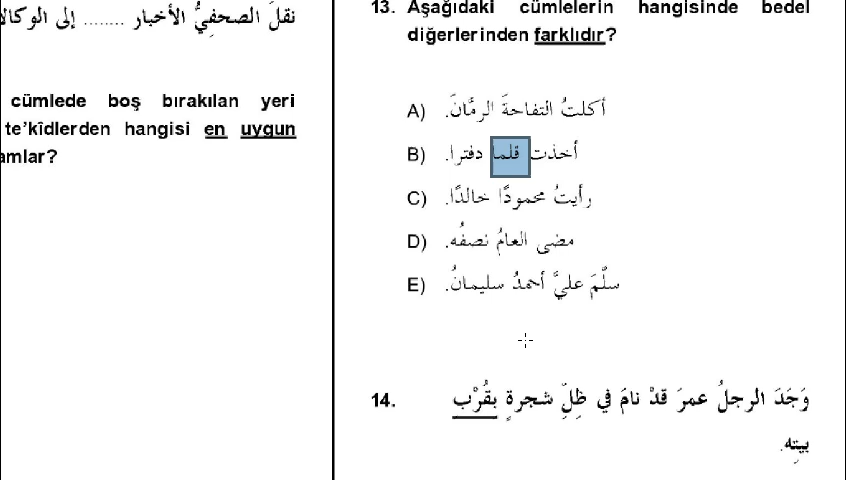 نقلَ الصحفيُّ الأخبار ........ إلى
cümlede boş bırakılan yeri
te'kîdlerden hangisi en uygun
amlar?
13. Aşağıdaki cümlelerin hangisinde bedel
diğerlerinden farklıdır?
A) أكلتُ التفاحةَ الرمَّانَ.
B) أخذت قلما دفترا.
C) رأيتُ محمودًا خالدًا.
D) مضى العامُ نصفُه.
E) سلَّمَ عليَّ أحمدُ سليمانُ.
14. وَجَدَ الرجلُ عمرَ قدْ نامَ في ظلِّ شجرةٍ بقُرْب
بيتِه.